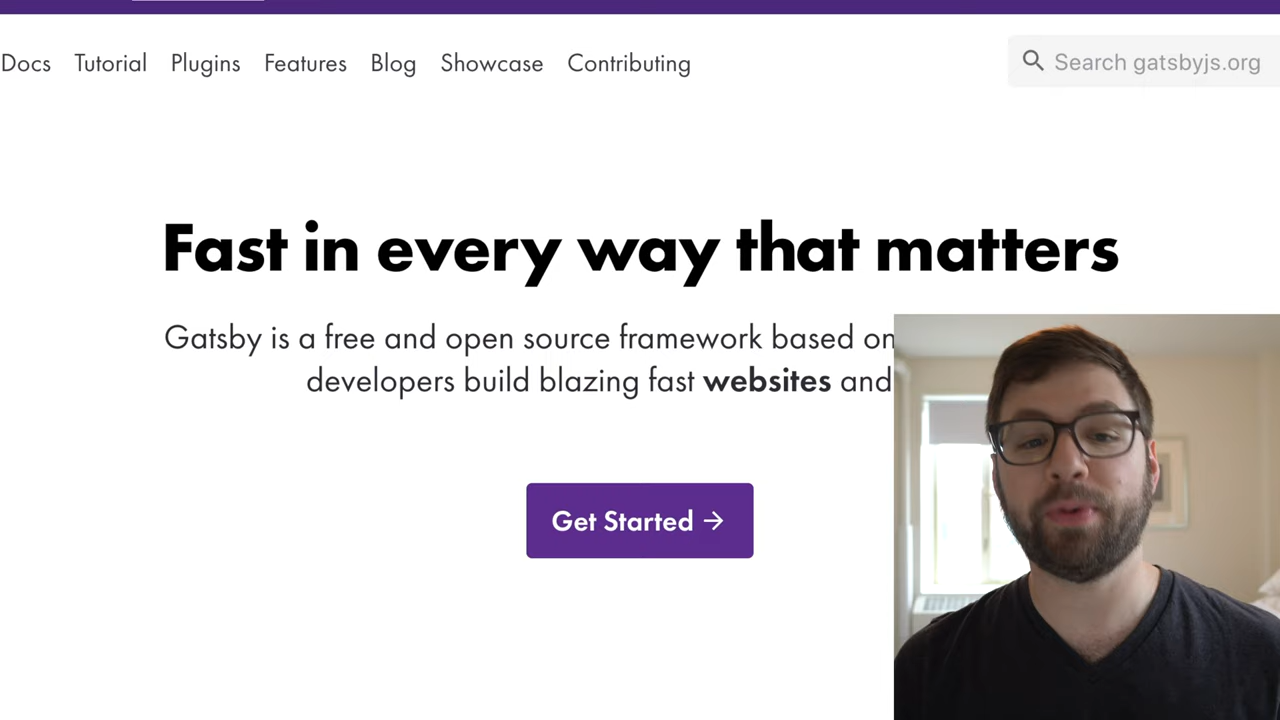 Docs Tutorial Plugins Features Blog Showcase Contributing Search gatsbyjs.org
Fast in every way that matters
Gatsby is a free and open source framework based on
developers build blazing fast websites and
Get Started →